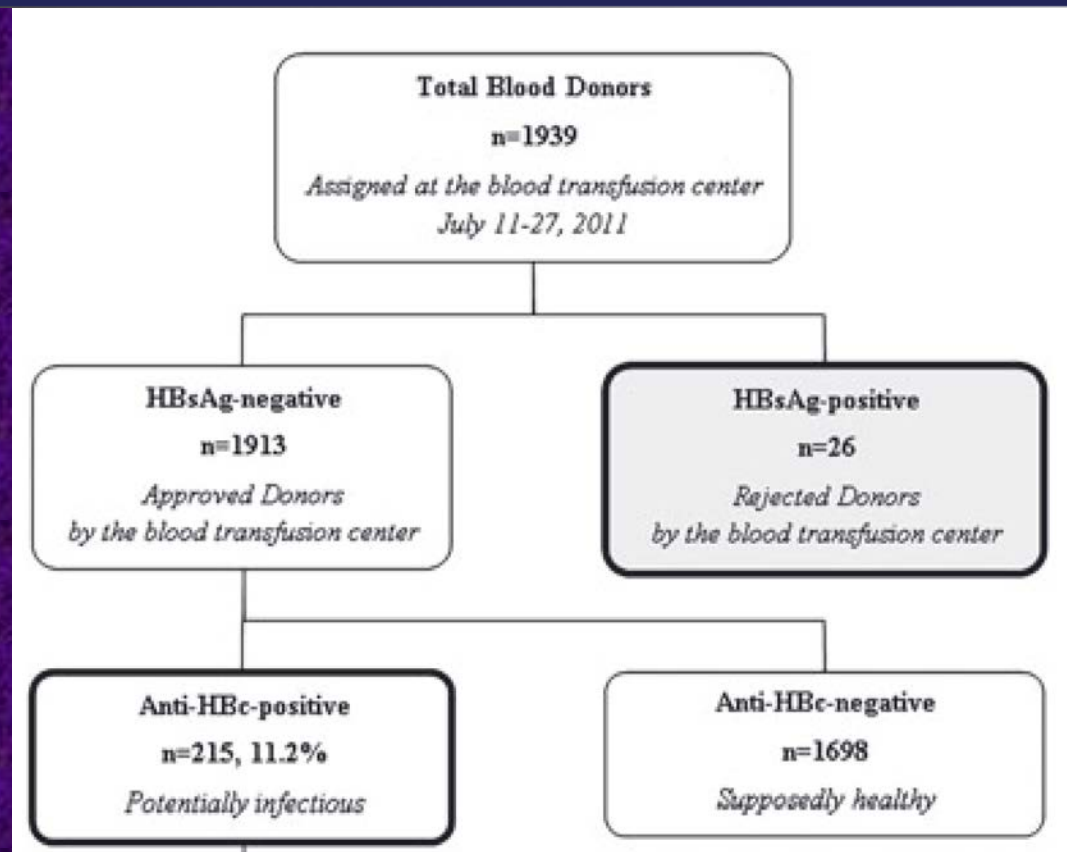 Total Blood Donors
n=1939
Assigned at the blood transfusion center
July 11-27, 2011
HBsAg-negative
n=1913
Approved Donors
by the blood transfusion center
HBsAg-positive
n=26
Rejected Donors
by the blood transfusion center
Anti-HBc-positive
n=215, 11.2%
Potentially infectious
Anti-HBc-negative
n=1698
Supposedly healthy